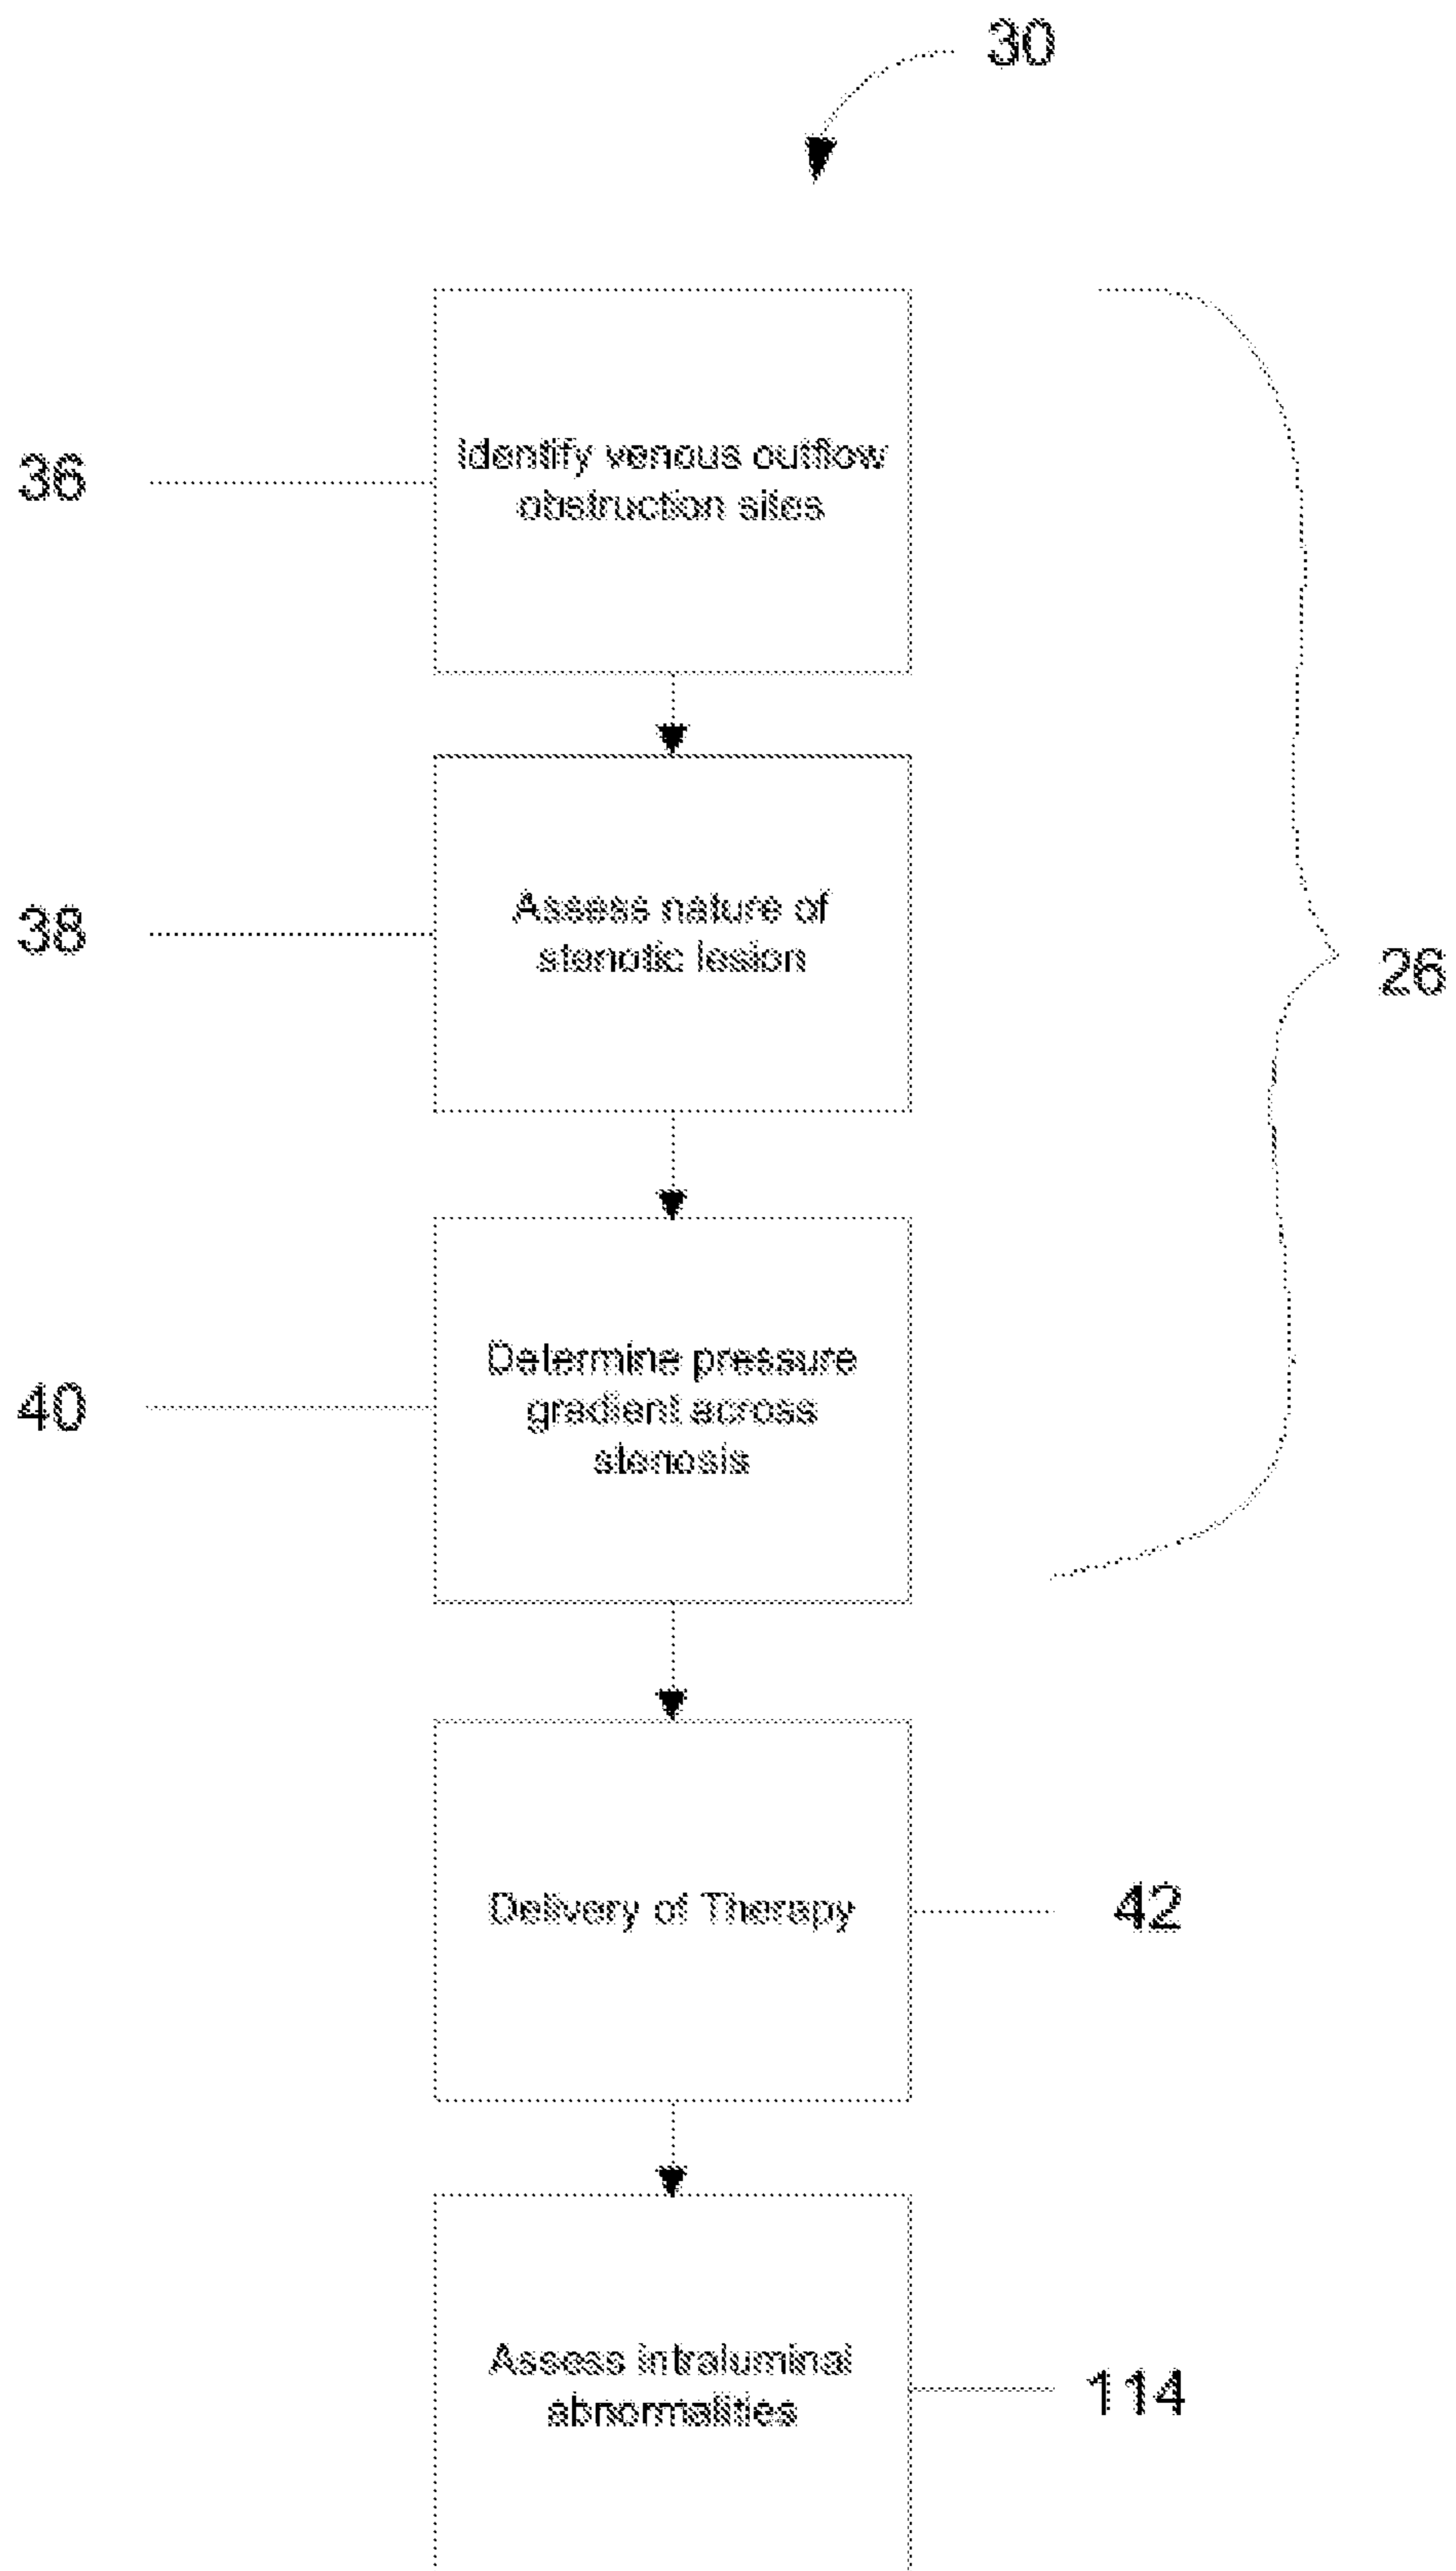 30
36
Identify venous outflow
obstruction sites
38
Assess nature of
stenotic lesion
26
40
Determine pressure
gradient across
stenosis
Delivery of Therapy
42
Assess intraluminal
abnormalities
114